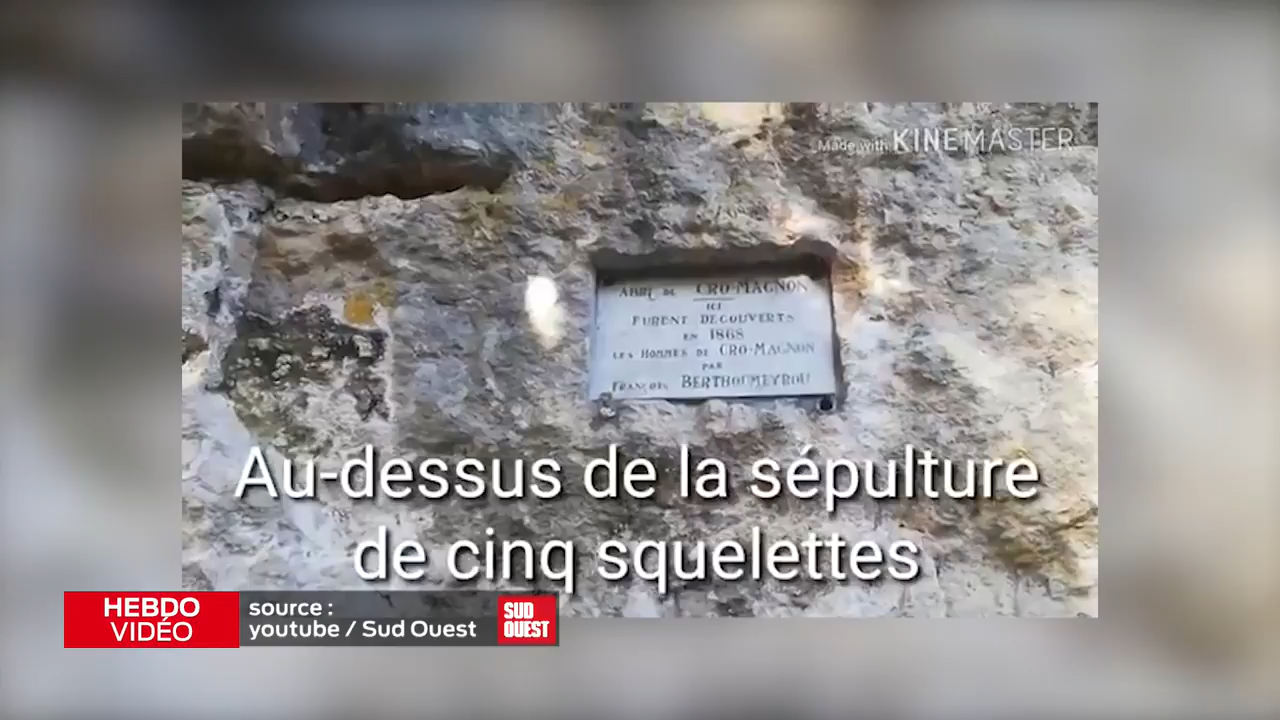 Made with KINEMASTER
ABRI DE CRO-MAGNON
ICI
FURENT DECOUVERTS
EN 1868
LES HOMMES DE CRO-MAGNON
PAR
FRANÇOIS BERTHOUMEYROU
Au-dessus de la sépulture
de cinq squelettes
HEBDO
VIDÉO
source :
youtube / Sud Ouest
SUD
OUEST